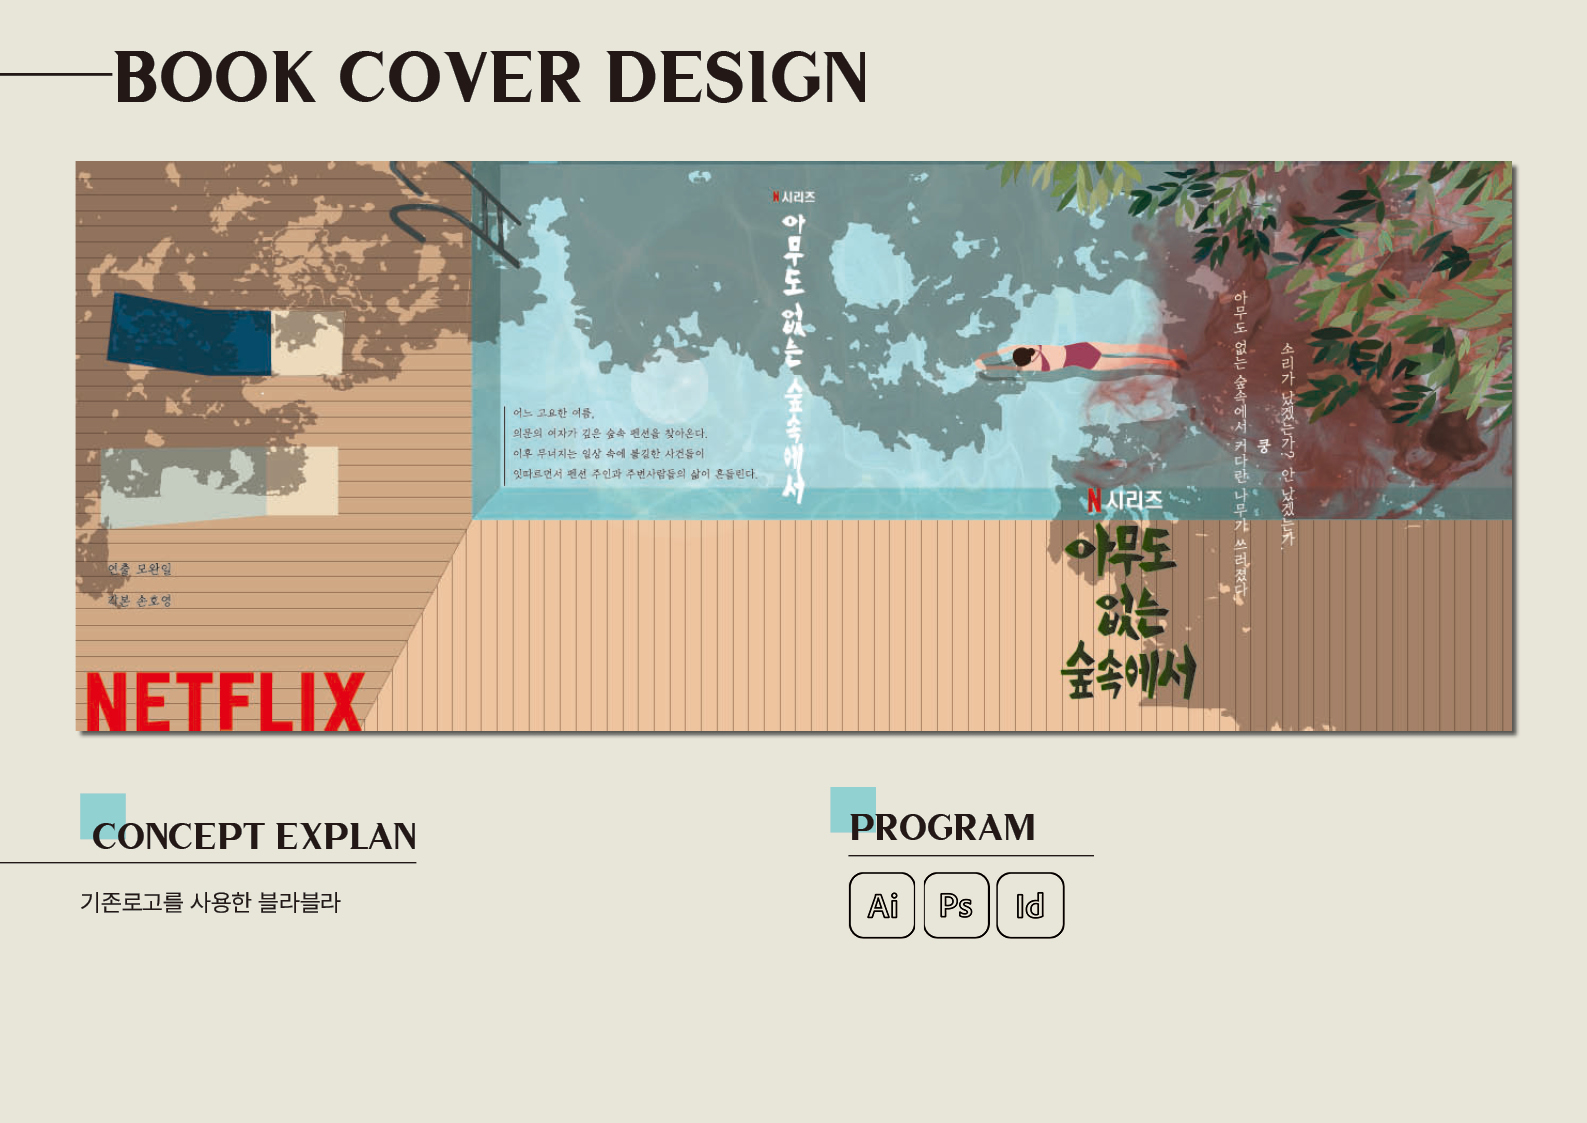 BOOK COVER DESIGN
N시리즈
아무도 없는 숲속에서
어느 고요한 여름,
의문의 여자가 깊은 숲속 펜션을 찾아온다.
이후 무너지는 일상 속에 불길한 사건들이
잇따르면서 펜션 주인과 주변사람들의 삶이 흔들린다.
소리가 났겠는가? 안 났겠는가.
쿵
아무도 없는 숲속에서 커다란 나무가 쓰러졌다
N시리즈
아무도
없는
숲속에서
연출 모완일
각본 손호영
NETFLIX
CONCEPT EXPLAN
기존로고를 사용한 블라블라
PROGRAM
Ai Ps Id